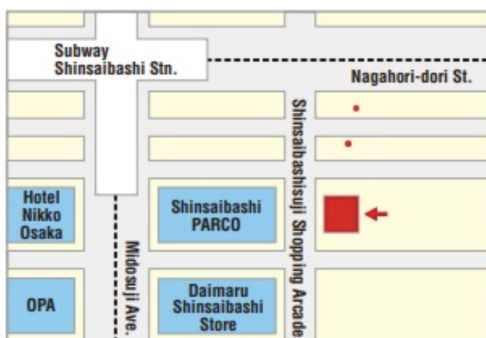 Subway
Shinsaibashi Stn.
Nagahori-dori St.
Shinsaibashisuji Shopping Arcade
Hotel
Nikko
Osaka
Shinsaibashi
PARCO
Midosuji Ave.
OPA
Daimaru
Shinsaibashi
Store